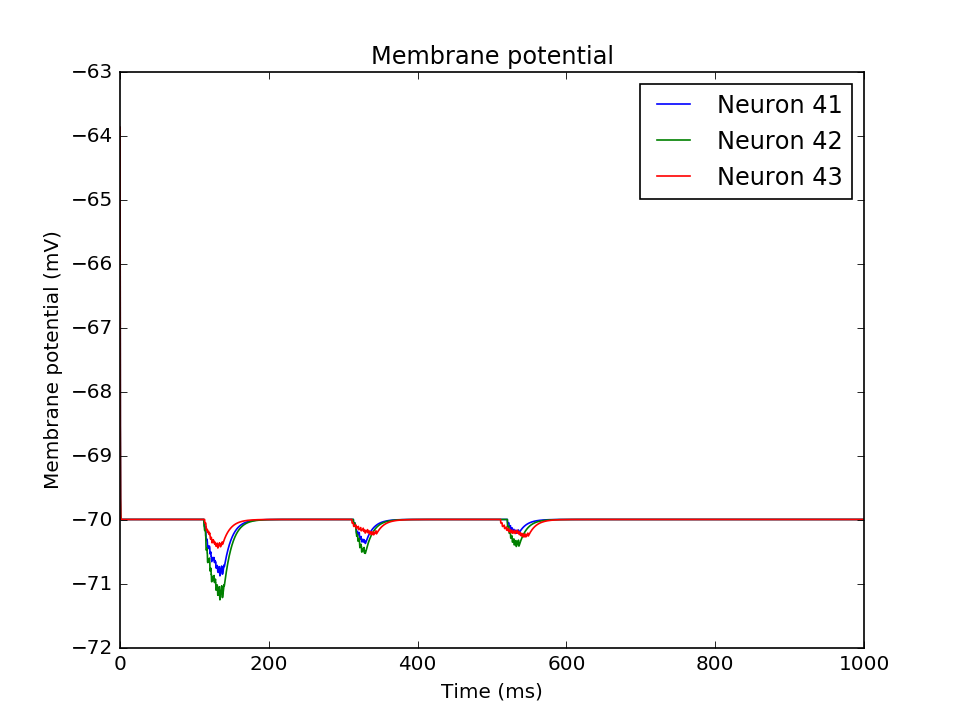 Membrane potential
−63
−64
−65
−66
−67
−68
−69
−70
−71
−72
Membrane potential (mV)
Neuron 41
Neuron 42
Neuron 43
0 200 400 600 800 1000
Time (ms)